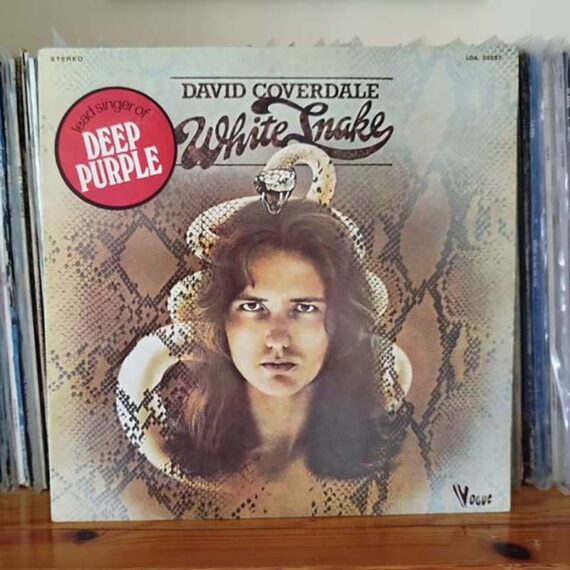 STEREO
LDA. 20257
DAVID COVERDALE
White Snake
lead singer of
DEEP
PURPLE
VOGUE